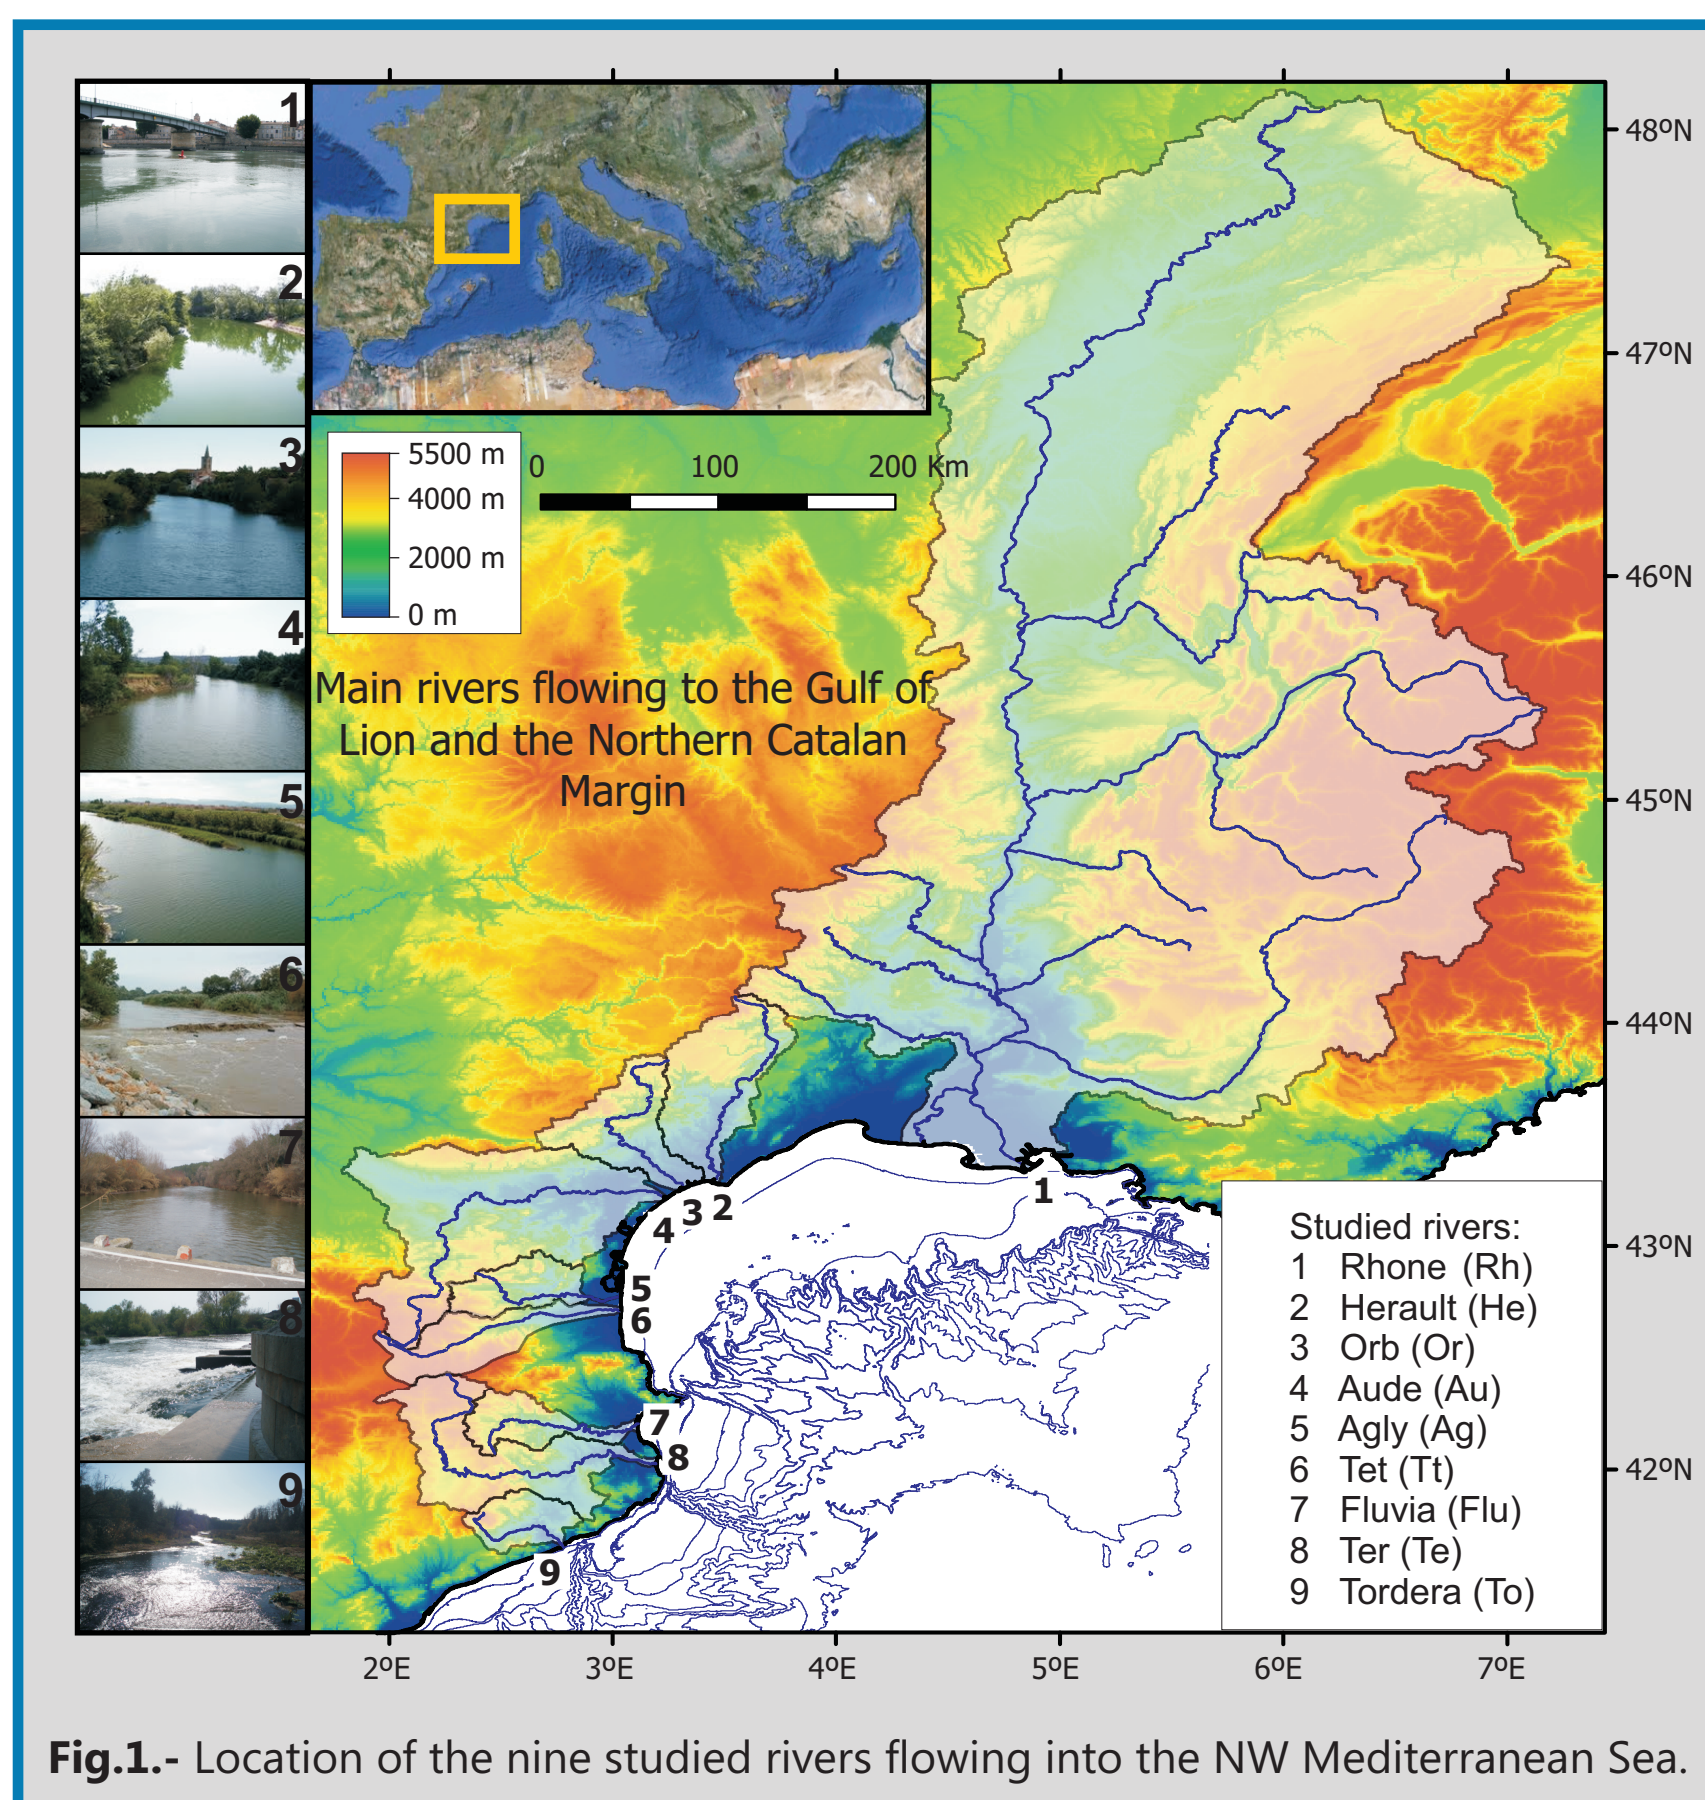 1
2
3
4
5
6
7
8
9
5500 m
4000 m
2000 m
0 m
0 100 200 Km
Main rivers flowing to the Gulf of
Lion and the Northern Catalan
Margin
48ºN
47ºN
46ºN
45ºN
44ºN
43ºN
42ºN
1
2
3
4
5
6
7
8
9
Studied rivers:
1 Rhone (Rh)
2 Herault (He)
3 Orb (Or)
4 Aude (Au)
5 Agly (Ag)
6 Tet (Tt)
7 Fluvia (Flu)
8 Ter (Te)
9 Tordera (To)
2ºE 3ºE 4ºE 5ºE 6ºE 7ºE
Fig.1.- Location of the nine studied rivers flowing into the NW Mediterranean Sea.